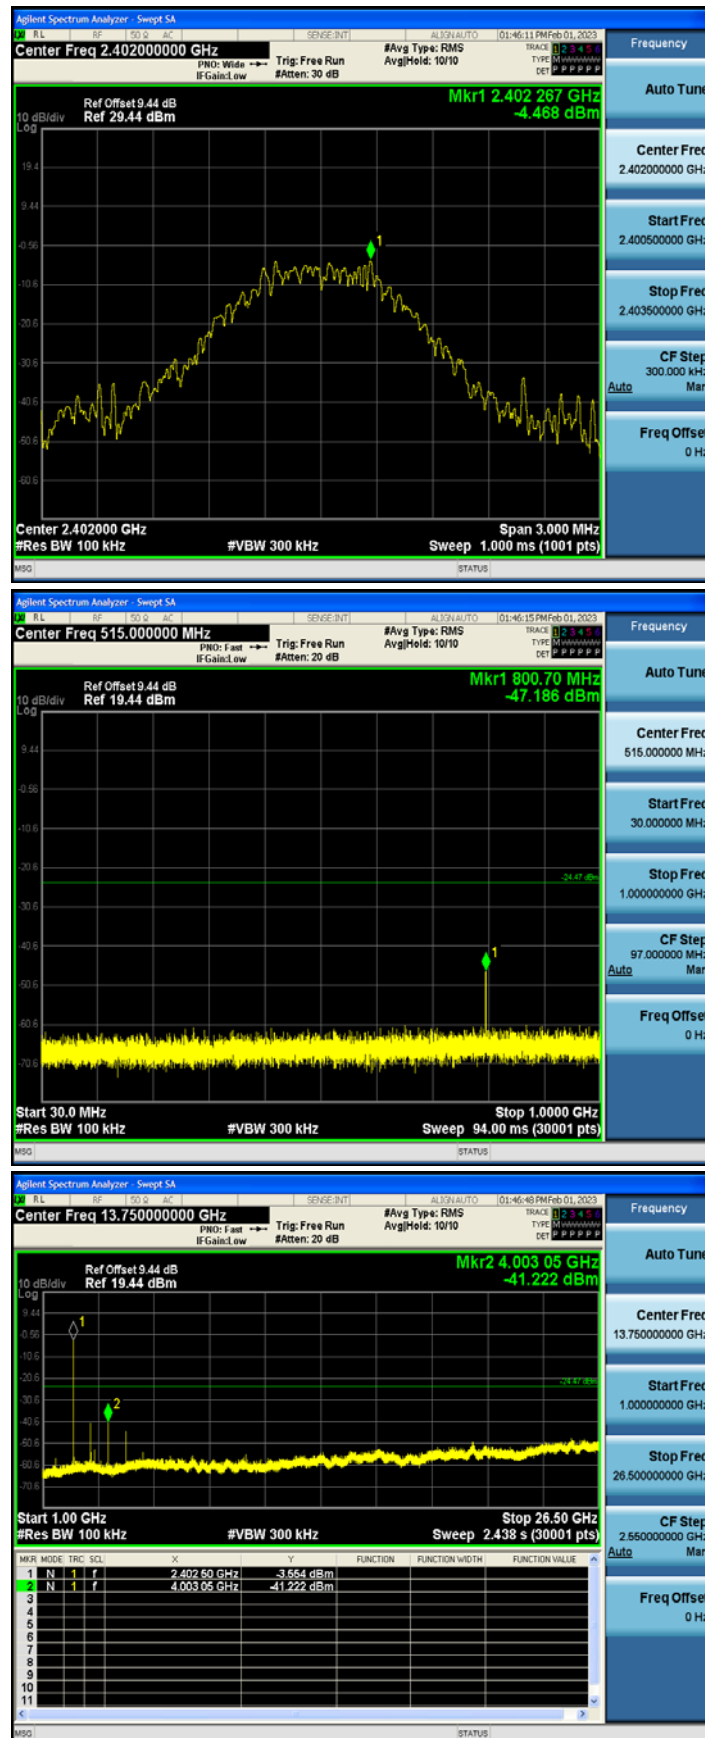 Agilent Spectrum Analyzer - Swept SA
RL RF 50 Ω AC SENSE:INT ALIGNAUTO 01:46:11 PM Feb 01, 2023
Center Freq 2.402000000 GHz
PNO: Wide
IFGain:Low
Trig: Free Run
#Atten: 30 dB
#Avg Type: RMS
Avg|Hold: 10/10
TRACE 1 2 3 4 5 6
TYPE M WWWWW
DET P P P P P P
Ref Offset 9.44 dB
Ref 29.44 dBm
10 dB/div
Log
Mkr1 2.402 267 GHz
-4.468 dBm
19.4
9.44
-0.56
-10.6
-20.6
-30.6
-40.6
-50.6
-60.6
1
Center 2.402000 GHz
Span 3.000 MHz
#Res BW 100 kHz
#VBW 300 kHz
Sweep 1.000 ms (1001 pts)
MSG
STATUS
Frequency
Auto Tune
Center Freq
2.402000000 GHz
Start Freq
2.400500000 GHz
Stop Freq
2.403500000 GHz
CF Step
300.000 kHz
Auto Man
Freq Offset
0 Hz
Agilent Spectrum Analyzer - Swept SA
RL RF 50 Ω AC SENSE:INT ALIGNAUTO 01:46:15 PM Feb 01, 2023
Center Freq 515.000000 MHz
PNO: Fast
IFGain:Low
Trig: Free Run
#Atten: 20 dB
#Avg Type: RMS
Avg|Hold: 10/10
TRACE 1 2 3 4 5 6
TYPE M WWWWW
DET P P P P P P
Ref Offset 9.44 dB
Ref 19.44 dBm
10 dB/div
Log
Mkr1 800.70 MHz
-47.186 dBm
9.44
-0.56
-10.6
-20.6
-30.6
-40.6
-50.6
-60.6
-70.6
-24.47 dBm
1
Start 30.0 MHz
Stop 1.0000 GHz
#Res BW 100 kHz
#VBW 300 kHz
Sweep 94.00 ms (30001 pts)
MSG
STATUS
Frequency
Auto Tune
Center Freq
515.000000 MHz
Start Freq
30.000000 MHz
Stop Freq
1.000000000 GHz
CF Step
97.000000 MHz
Auto Man
Freq Offset
0 Hz
Agilent Spectrum Analyzer - Swept SA
RL RF 50 Ω AC SENSE:INT ALIGNAUTO 01:46:48 PM Feb 01, 2023
Center Freq 13.750000000 GHz
PNO: Fast
IFGain:Low
Trig: Free Run
#Atten: 20 dB
#Avg Type: RMS
Avg|Hold: 10/10
TRACE 1 2 3 4 5 6
TYPE M WWWWW
DET P P P P P P
Ref Offset 9.44 dB
Ref 19.44 dBm
10 dB/div
Log
Mkr2 4.003 05 GHz
-41.222 dBm
9.44
-0.56
-10.6
-20.6
-30.6
-40.6
-50.6
-60.6
-70.6
-24.47 dBm
1
2
Start 1.00 GHz
Stop 26.50 GHz
#Res BW 100 kHz
#VBW 300 kHz
Sweep 2.438 s (30001 pts)
MKR MODE TRC SCL X Y FUNCTION FUNCTION WIDTH FUNCTION VALUE
1 N 1 f 2.402 50 GHz -3.554 dBm
2 N 1 f 4.003 05 GHz -41.222 dBm
3
4
5
6
7
8
9
10
11
MSG
STATUS
Frequency
Auto Tune
Center Freq
13.750000000 GHz
Start Freq
1.000000000 GHz
Stop Freq
26.500000000 GHz
CF Step
2.550000000 GHz
Auto Man
Freq Offset
0 Hz